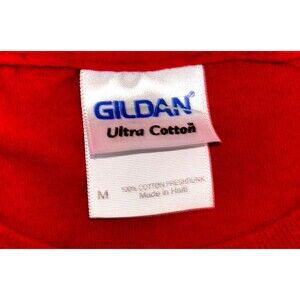 GILDAN®
Ultra Cotton
M
100% COTTON PRESHRUNK
Made in Haiti